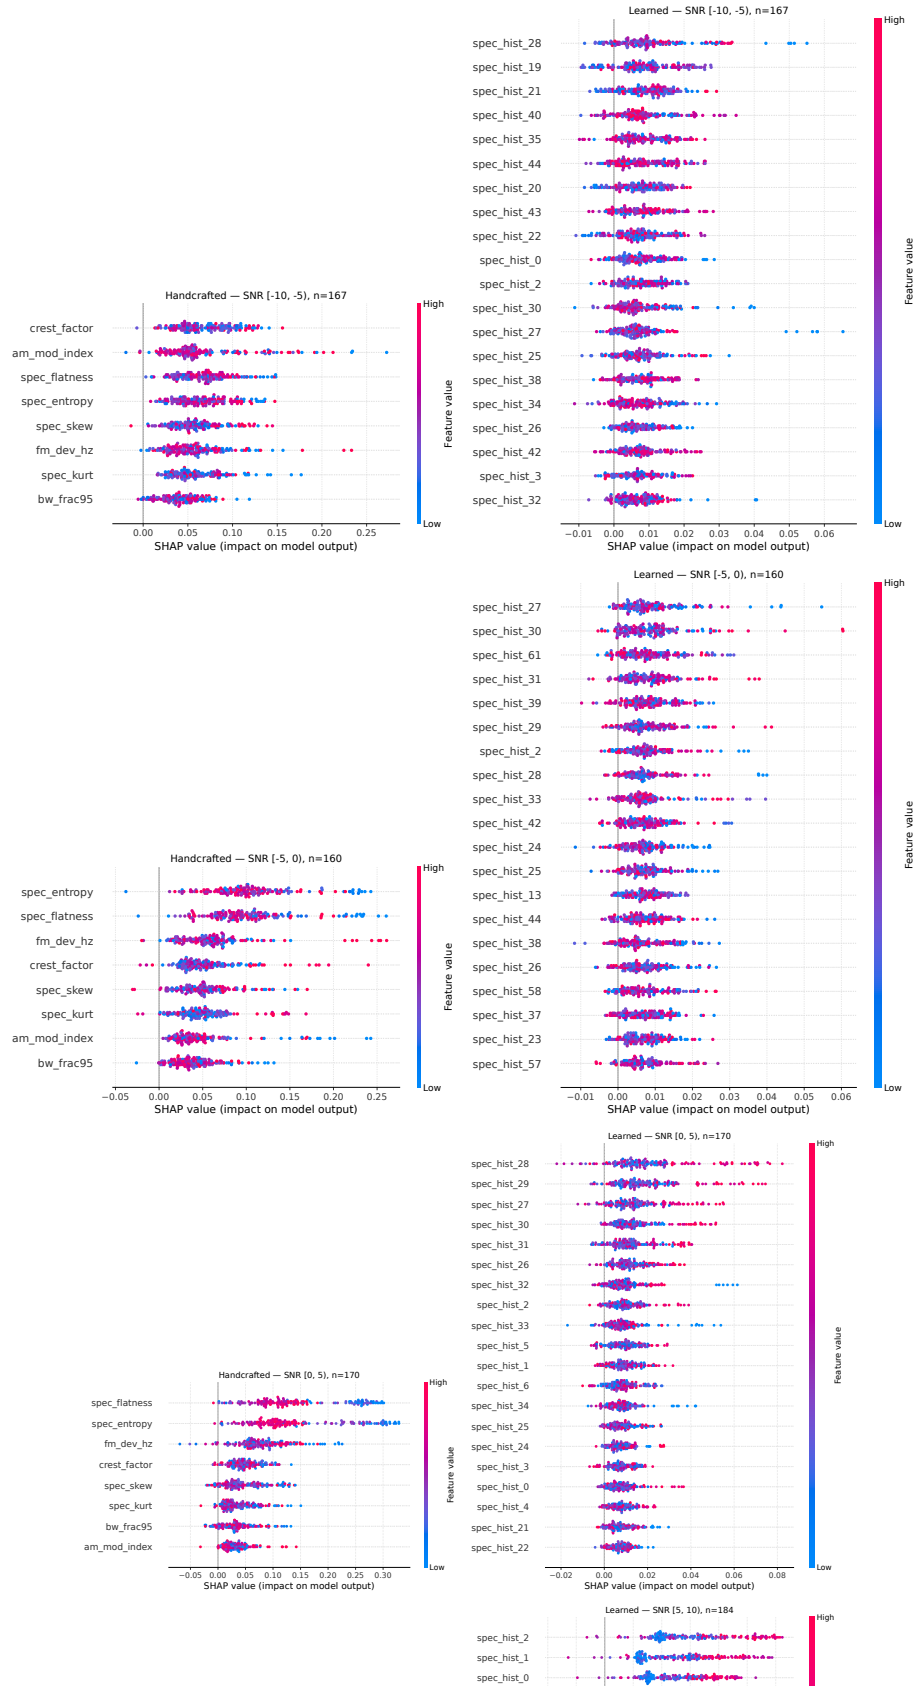 Learned — SNR [-10, -5), n=167
High
spec_hist_28
spec_hist_19
spec_hist_21
spec_hist_40
spec_hist_35
spec_hist_44
spec_hist_20
spec_hist_43
spec_hist_22
spec_hist_0
spec_hist_2
spec_hist_30
spec_hist_27
spec_hist_25
spec_hist_38
spec_hist_34
spec_hist_26
spec_hist_42
spec_hist_3
spec_hist_32
Feature value
Low
−0.01 0.00 0.01 0.02 0.03 0.04 0.05 0.06
SHAP value (impact on model output)
Handcrafted — SNR [-10, -5), n=167
High
crest_factor
am_mod_index
spec_flatness
spec_entropy
spec_skew
fm_dev_hz
spec_kurt
bw_frac95
Feature value
Low
0.00 0.05 0.10 0.15 0.20 0.25
SHAP value (impact on model output)
Learned — SNR [-5, 0), n=160
High
spec_hist_27
spec_hist_30
spec_hist_61
spec_hist_31
spec_hist_39
spec_hist_29
spec_hist_2
spec_hist_28
spec_hist_33
spec_hist_42
spec_hist_24
spec_hist_25
spec_hist_13
spec_hist_44
spec_hist_38
spec_hist_26
spec_hist_58
spec_hist_37
spec_hist_23
spec_hist_57
Feature value
Low
−0.01 0.00 0.01 0.02 0.03 0.04 0.05 0.06
SHAP value (impact on model output)
Handcrafted — SNR [-5, 0), n=160
High
spec_entropy
spec_flatness
fm_dev_hz
crest_factor
spec_skew
spec_kurt
am_mod_index
bw_frac95
Feature value
Low
−0.05 0.00 0.05 0.10 0.15 0.20 0.25
SHAP value (impact on model output)
Learned — SNR [0, 5), n=170
High
spec_hist_28
spec_hist_29
spec_hist_27
spec_hist_30
spec_hist_31
spec_hist_26
spec_hist_32
spec_hist_2
spec_hist_33
spec_hist_5
spec_hist_1
spec_hist_6
spec_hist_34
spec_hist_25
spec_hist_24
spec_hist_3
spec_hist_0
spec_hist_4
spec_hist_21
spec_hist_22
Feature value
Low
−0.02 0.00 0.02 0.04 0.06 0.08
SHAP value (impact on model output)
Handcrafted — SNR [0, 5), n=170
High
spec_flatness
spec_entropy
fm_dev_hz
crest_factor
spec_skew
spec_kurt
bw_frac95
am_mod_index
Feature value
Low
−0.05 0.00 0.05 0.10 0.15 0.20 0.25 0.30
SHAP value (impact on model output)
Learned — SNR [5, 10), n=184
High
spec_hist_2
spec_hist_1
spec_hist_0